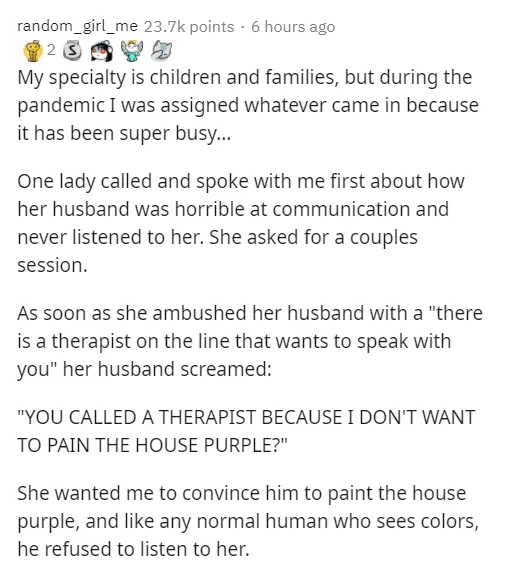 random_girl_me 23.7k points · 6 hours ago
2 S
My specialty is children and families, but during the
pandemic I was assigned whatever came in because
it has been super busy...
One lady called and spoke with me first about how
her husband was horrible at communication and
never listened to her. She asked for a couples
session.
As soon as she ambushed her husband with a "there
is a therapist on the line that wants to speak with
you" her husband screamed:
"YOU CALLED A THERAPIST BECAUSE I DON'T WANT
TO PAIN THE HOUSE PURPLE?"
She wanted me to convince him to paint the house
purple, and like any normal human who sees colors,
he refused to listen to her.